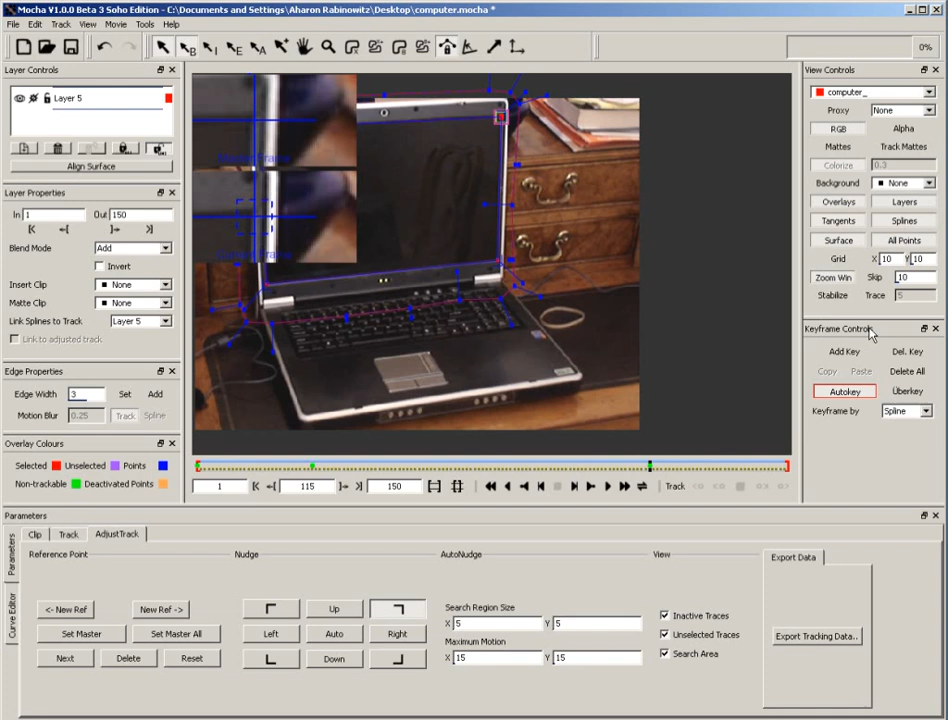 Mocha V1.0.0 Beta 3 Soho Edition - C:\Documents and Settings\Aharon Rabinowitz\Desktop\computer.mocha *
File Edit Track View Movie Tools Help
0%
Layer Controls
Layer 5
Align Surface
Layer Properties
In 1 Out 150
Blend Mode Add
Invert
Insert Clip None
Matte Clip None
Link Splines to Track Layer 5
Link to adjusted track
Edge Properties
Edge Width 3 Set Add
Motion Blur 0.25 Track Spline
Overlay Colours
Selected Unselected Points
Non-trackable Deactivated Points
1 115 150 Track
View Controls
computer_
Proxy None
RGB Alpha
Mattes Track Mattes
Colorize 0.3
Background None
Overlays Layers
Tangents Splines
Surface All Points
Grid X 10 Y 10
Zoom Win Skip 10
Stabilize Trace 5
Keyframe Controls
Add Key Del. Key
Copy Paste Delete All
Autokey Überkey
Keyframe by Spline
Parameters
Parameters
Curve Editor
Clip Track AdjustTrack
Reference Point Nudge AutoNudge View Export Data
<- New Ref New Ref ->
Set Master Set Master All
Next Delete Reset
Up
Left Auto Right
Down
Search Region Size
X 5 Y 5
Maximum Motion
X 15 Y 15
Inactive Traces
Unselected Traces
Search Area
Export Tracking Data..